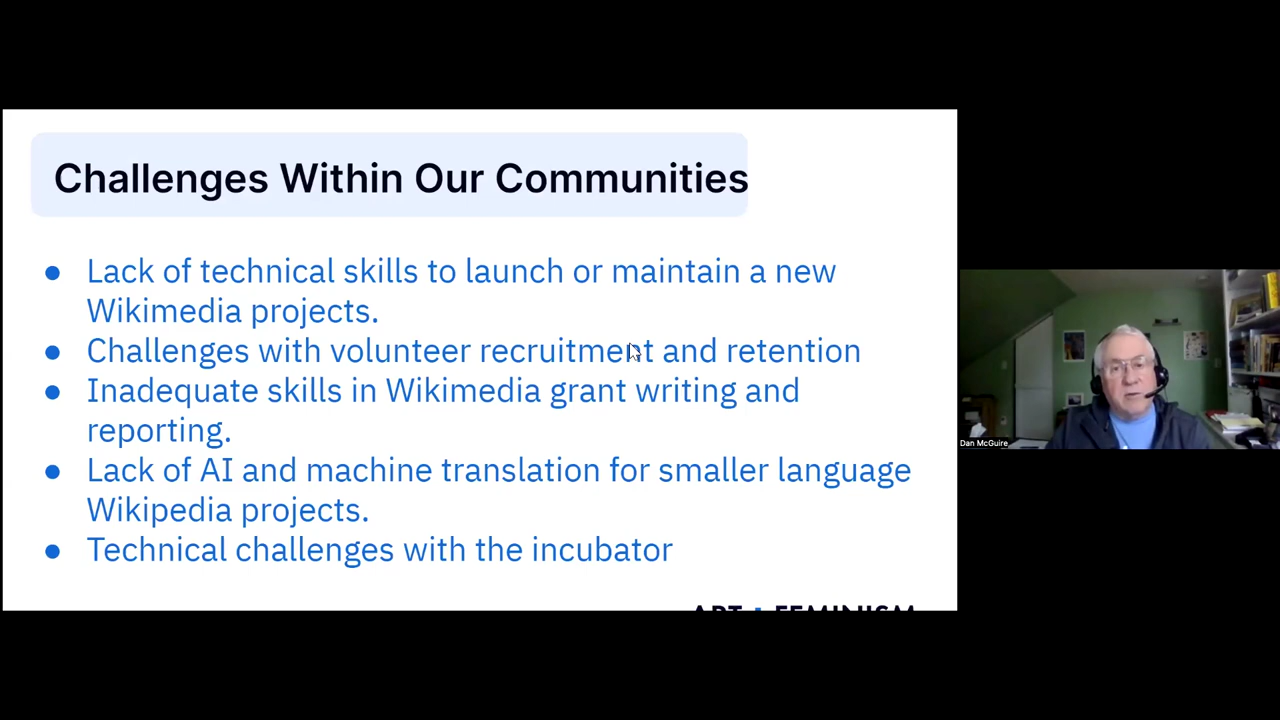 Challenges Within Our Communities
● Lack of technical skills to launch or maintain a new
Wikimedia projects.
● Challenges with volunteer recruitment and retention
● Inadequate skills in Wikimedia grant writing and
reporting.
● Lack of AI and machine translation for smaller language
Wikipedia projects.
● Technical challenges with the incubator
ART + FEMINISM
Dan McGuire